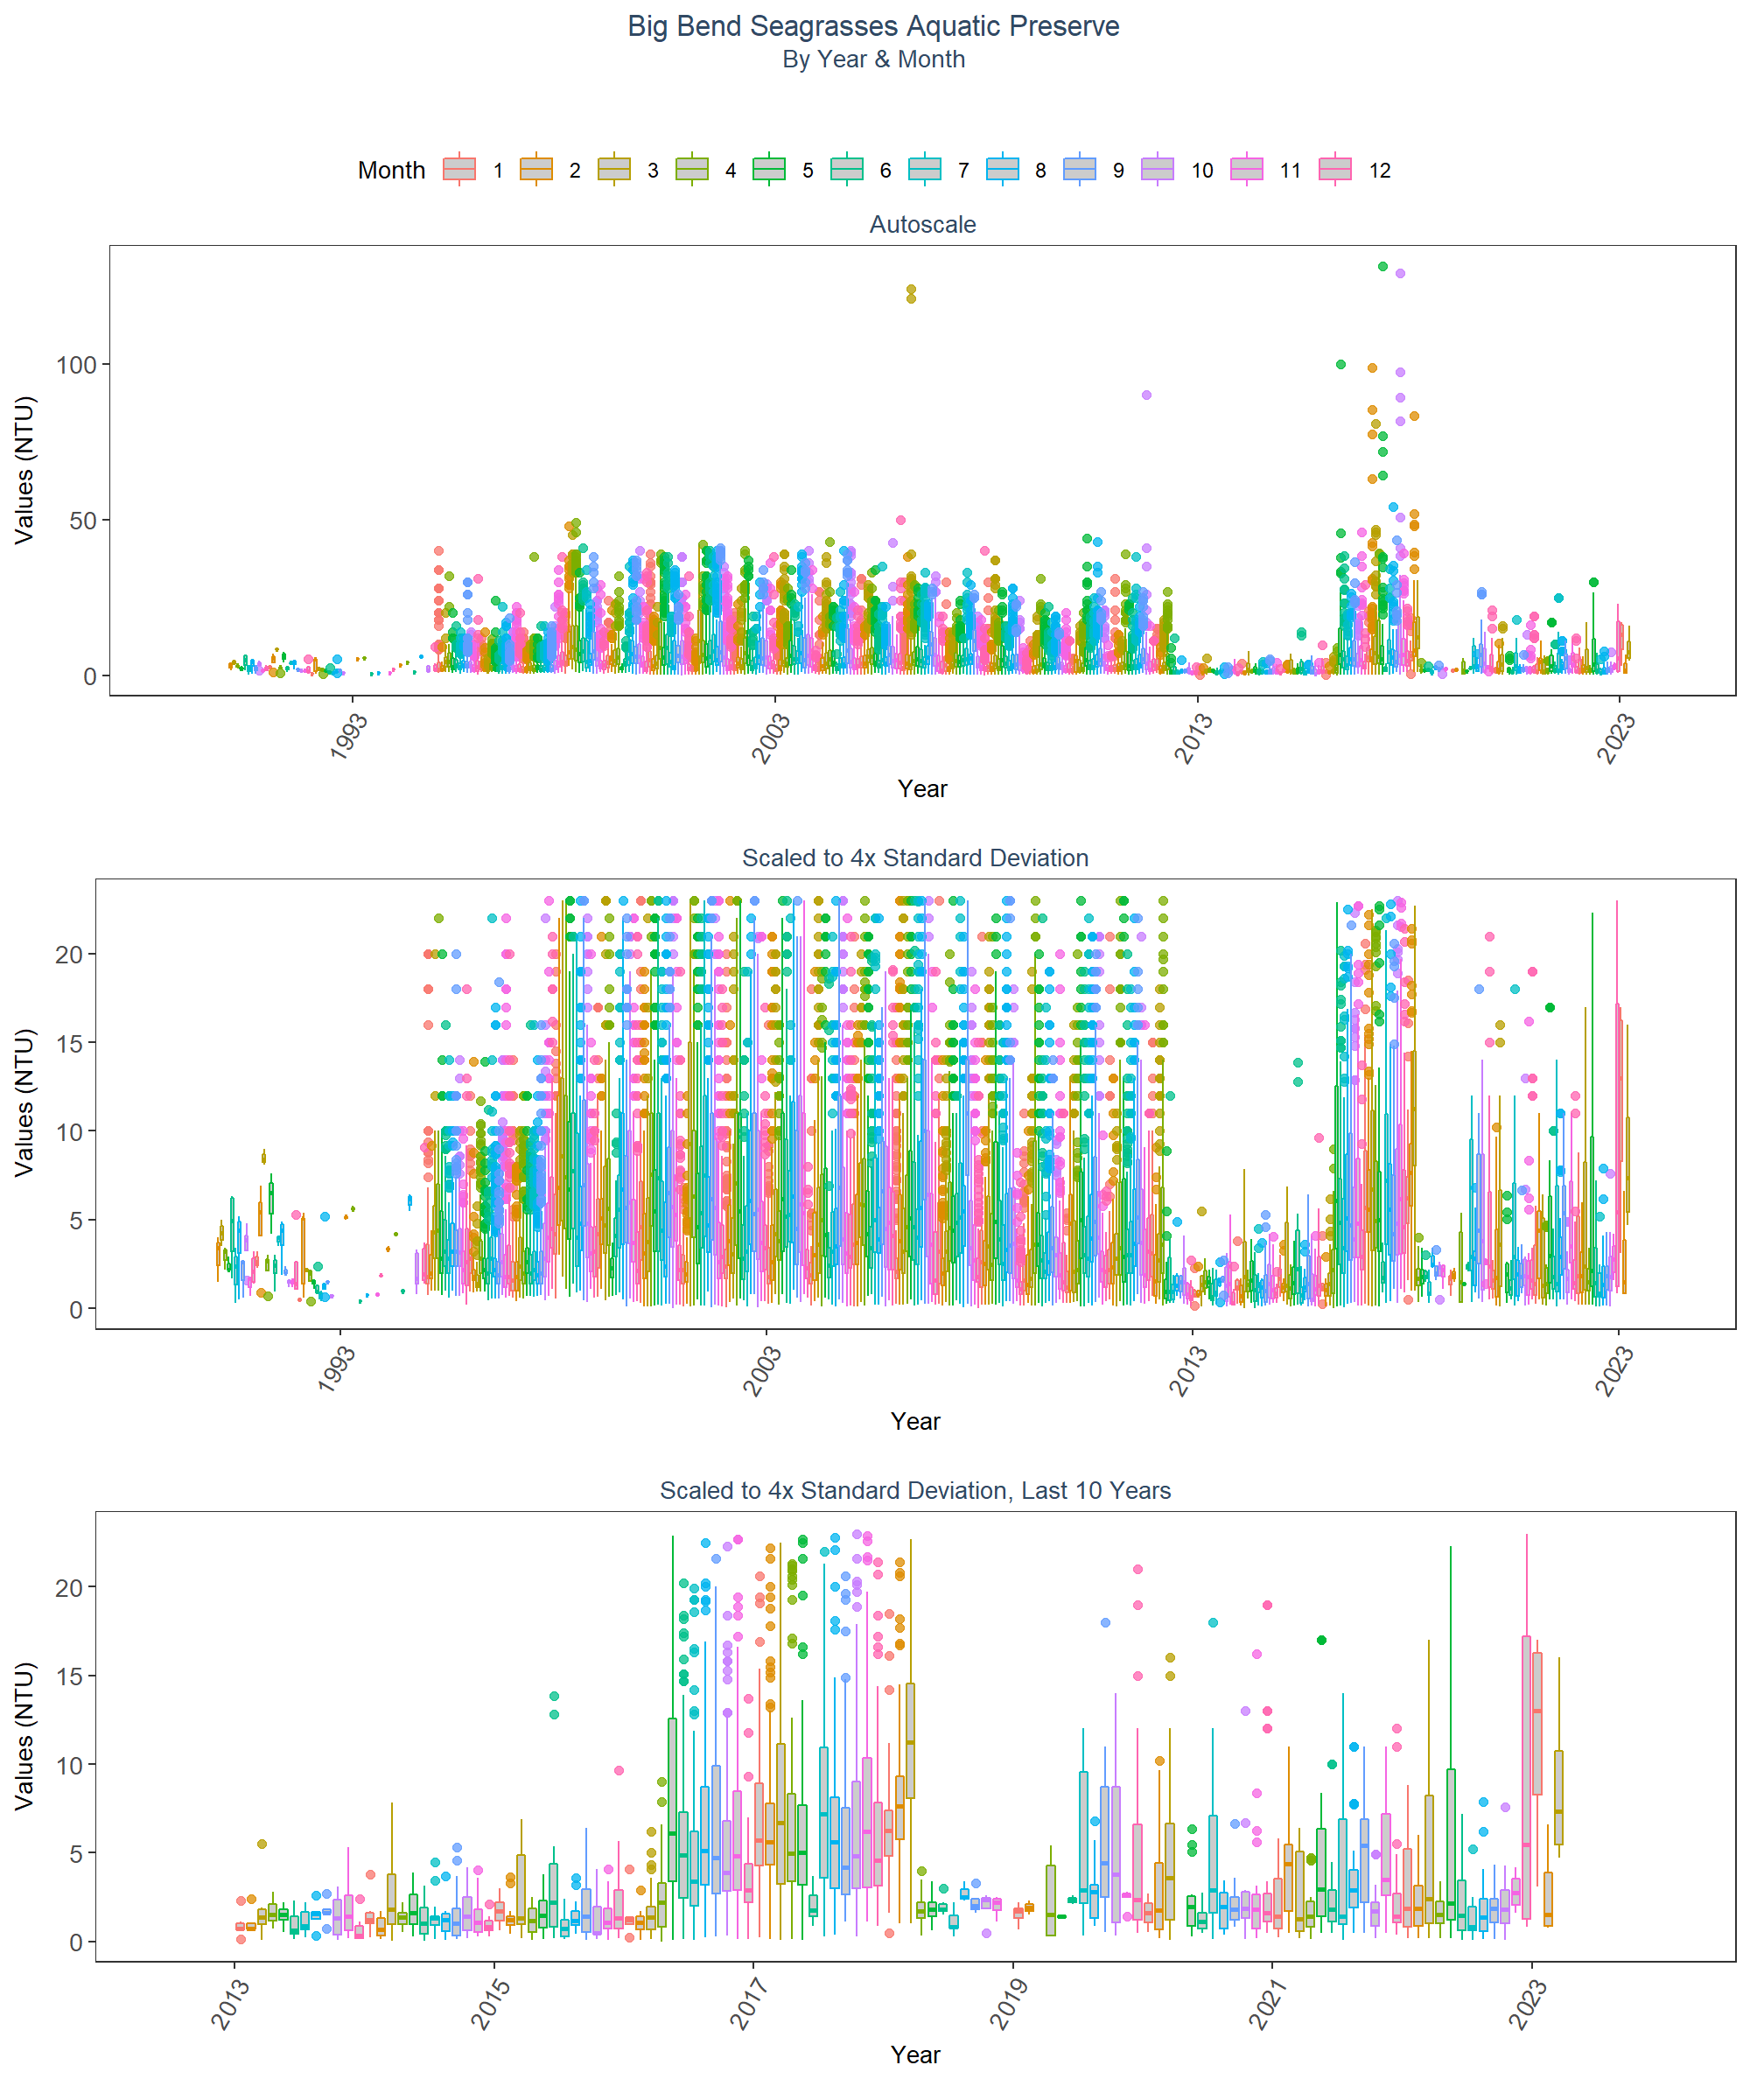 Big Bend Seagrasses Aquatic Preserve
By Year & Month
Month 1 2 3 4 5 6 7 8 9 10 11 12
Autoscale
Values (NTU)
100
50
0
1993 2003 2013 2023
Year
Scaled to 4x Standard Deviation
Values (NTU)
20
15
10
5
0
1993 2003 2013 2023
Year
Scaled to 4x Standard Deviation, Last 10 Years
Values (NTU)
20
15
10
5
0
2013 2015 2017 2019 2021 2023
Year